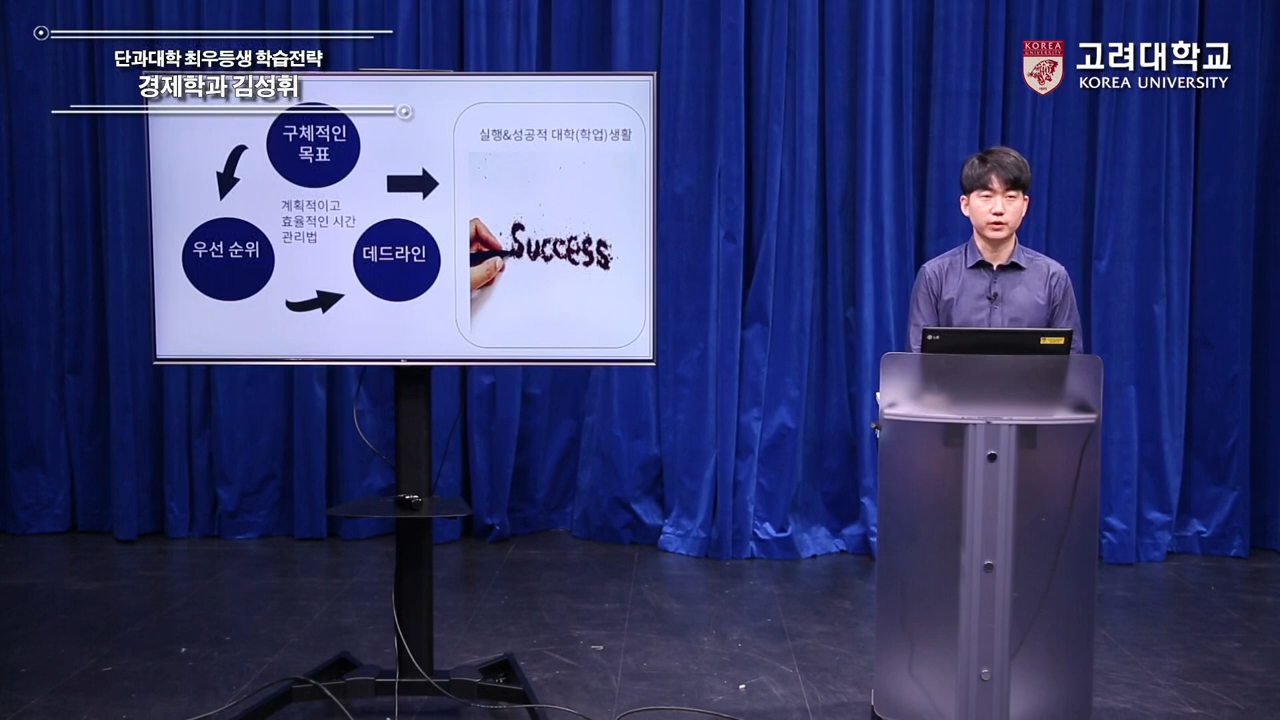 단과대학 최우등생 학습전략
경제학과 김성휘
KOREA
UNIVERSITY
고려대학교
KOREA UNIVERSITY
구체적인
목표
계획적이고
효율적인 시간
관리법
우선 순위
데드라인
실행&성공적 대학(학업)생활
Success
LG